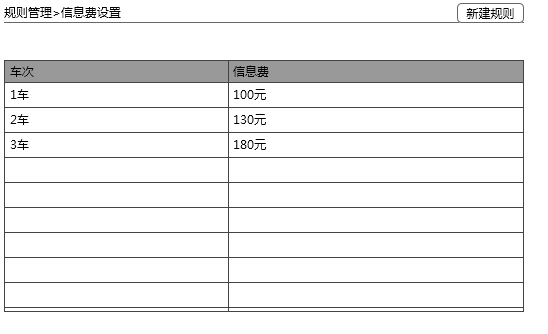 规则管理>信息费设置 新建规则
车次 信息费
1车 100元
2车 130元
3车 180元